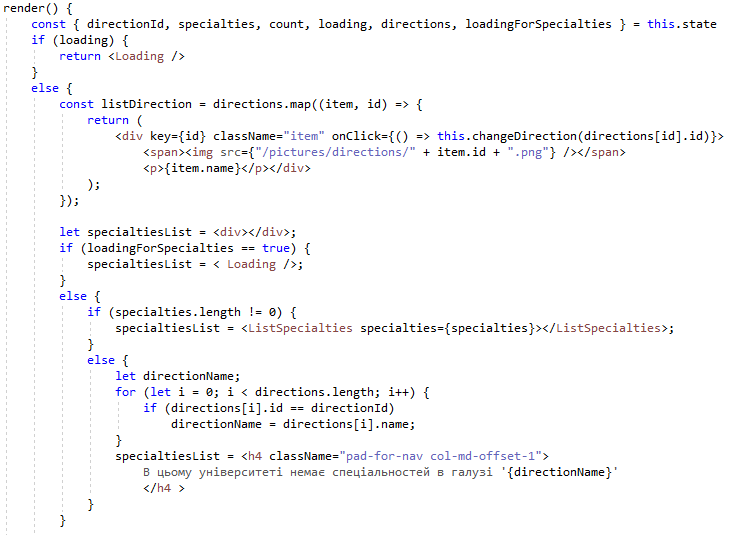 render() {
    const { directionId, specialties, count, loading, directions, loadingForSpecialties } = this.state
    if (loading) {
        return <Loading />
    }
    else {
        const listDirection = directions.map((item, id) => {
            return (
                <div key={id} className="item" onClick={() => this.changeDirection(directions[id].id)}>
                    <span><img src={"/pictures/directions/" + item.id + ".png"} /></span>
                    <p>{item.name}</p></div>
            );
        });

        let specialtiesList = <div></div>;
        if (loadingForSpecialties == true) {
            specialtiesList = < Loading />;
        }
        else {
            if (specialties.length != 0) {
                specialtiesList = <ListSpecialties specialties={specialties}></ListSpecialties>;
            }
            else {
                let directionName;
                for (let i = 0; i < directions.length; i++) {
                    if (directions[i].id == directionId)
                        directionName = directions[i].name;
                }
                specialtiesList = <h4 className="pad-for-nav col-md-offset-1">
                    В цьому університеті немає спеціальностей в галузі '{directionName}'
                    </h4 >
            }
        }